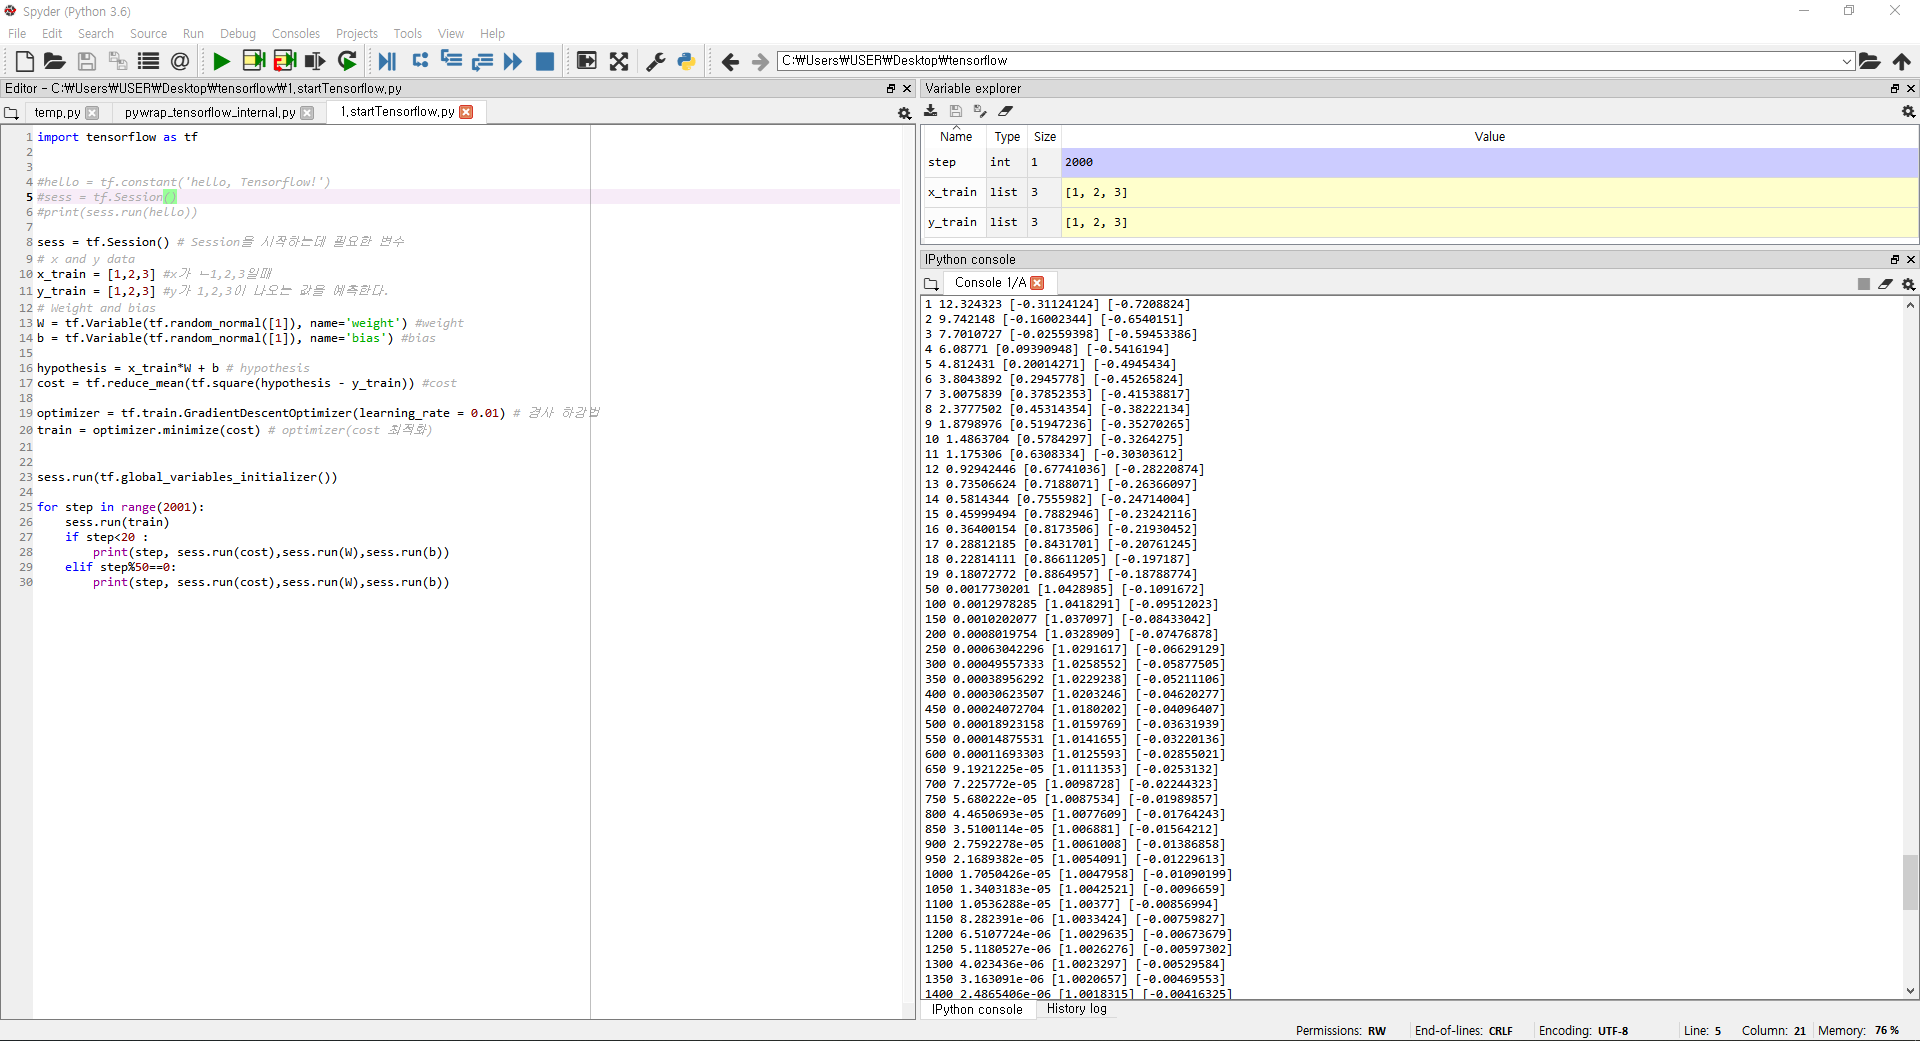 Spyder (Python 3.6)
File Edit Search Source Run Debug Consoles Projects Tools View Help
C:₩Users₩USER₩Desktop₩tensorflow
Editor - C:₩Users₩USER₩Desktop₩tensorflow₩1.startTensorflow.py
temp.py pywrap_tensorflow_internal.py 1.startTensorflow.py
1 import tensorflow as tf
2
3
4 #hello = tf.constant('hello, Tensorflow!')
5 #sess = tf.Session()
6 #print(sess.run(hello))
7
8 sess = tf.Session() # Session을 시작하는데 필요한 변수
9 # x and y data
10 x_train = [1,2,3] #x가 ㄴ1,2,3일때
11 y_train = [1,2,3] #y가 1,2,3이 나오는 값을 예측한다.
12 # Weight and bias
13 W = tf.Variable(tf.random_normal([1]), name='weight') #weight
14 b = tf.Variable(tf.random_normal([1]), name='bias') #bias
15
16 hypothesis = x_train*W + b # hypothesis
17 cost = tf.reduce_mean(tf.square(hypothesis - y_train)) #cost
18
19 optimizer = tf.train.GradientDescentOptimizer(learning_rate = 0.01) # 경사 하강법
20 train = optimizer.minimize(cost) # optimizer(cost 최적화)
21
22
23 sess.run(tf.global_variables_initializer())
24
25 for step in range(2001):
26     sess.run(train)
27     if step<20 :
28         print(step, sess.run(cost),sess.run(W),sess.run(b))
29     elif step%50==0:
30         print(step, sess.run(cost),sess.run(W),sess.run(b))
Variable explorer
Name Type Size Value
step int 1 2000
x_train list 3 [1, 2, 3]
y_train list 3 [1, 2, 3]
IPython console
Console 1/A
1 12.324323 [-0.31124124] [-0.7208824]
2 9.742148 [-0.16002344] [-0.6540151]
3 7.7010727 [-0.02559398] [-0.59453386]
4 6.08771 [0.09390948] [-0.5416194]
5 4.812431 [0.20014271] [-0.4945434]
6 3.8043892 [0.2945778] [-0.45265824]
7 3.0075839 [0.37852353] [-0.41538817]
8 2.3777502 [0.45314354] [-0.38222134]
9 1.8798976 [0.51947236] [-0.35270265]
10 1.4863704 [0.5784297] [-0.3264275]
11 1.175306 [0.6308334] [-0.30303612]
12 0.92942446 [0.67741036] [-0.28220874]
13 0.73506624 [0.7188071] [-0.26366097]
14 0.5814344 [0.7555982] [-0.24714004]
15 0.45999494 [0.7882946] [-0.23242116]
16 0.36400154 [0.8173506] [-0.21930452]
17 0.28812185 [0.8431701] [-0.20761245]
18 0.22814111 [0.86611205] [-0.197187]
19 0.18072772 [0.8864957] [-0.18788774]
50 0.0017730201 [1.0428985] [-0.1091672]
100 0.0012978285 [1.0418291] [-0.09512023]
150 0.0010202077 [1.037097] [-0.08433042]
200 0.0008019754 [1.0328909] [-0.07476878]
250 0.00063042296 [1.0291617] [-0.06629129]
300 0.00049557333 [1.0258552] [-0.05877505]
350 0.00038956292 [1.0229238] [-0.05211106]
400 0.00030623507 [1.0203246] [-0.04620277]
450 0.00024072704 [1.0180202] [-0.04096407]
500 0.00018923158 [1.0159769] [-0.03631939]
550 0.00014875531 [1.0141655] [-0.03220136]
600 0.00011693303 [1.0125593] [-0.02855021]
650 9.1921225e-05 [1.0111353] [-0.0253132]
700 7.225772e-05 [1.0098728] [-0.02244323]
750 5.680222e-05 [1.0087534] [-0.01989857]
800 4.4650693e-05 [1.0077609] [-0.01764243]
850 3.5100114e-05 [1.006881] [-0.01564212]
900 2.7592278e-05 [1.0061008] [-0.01386858]
950 2.1689382e-05 [1.0054091] [-0.01229613]
1000 1.7050426e-05 [1.0047958] [-0.01090199]
1050 1.3403183e-05 [1.0042521] [-0.0096659]
1100 1.0536288e-05 [1.00377] [-0.00856994]
1150 8.282391e-06 [1.0033424] [-0.00759827]
1200 6.5107724e-06 [1.0029635] [-0.00673679]
1250 5.1180527e-06 [1.0026276] [-0.00597302]
1300 4.023436e-06 [1.0023297] [-0.00529584]
1350 3.163091e-06 [1.0020657] [-0.00469553]
1400 2.4865406e-06 [1.0018315] [-0.00416325]
IPython console History log
Permissions: RW End-of-lines: CRLF Encoding: UTF-8 Line: 5 Column: 21 Memory: 76 %